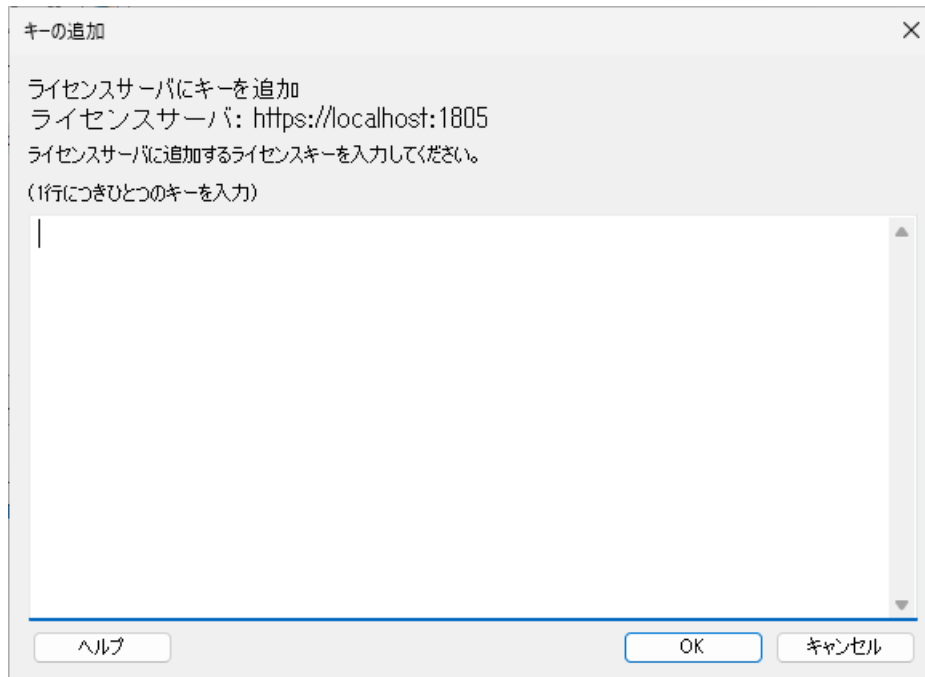 キーの追加
ライセンスサーバにキーを追加
ライセンスサーバ: https://localhost:1805
ライセンスサーバに追加するライセンスキーを入力してください。
(1行につきひとつのキーを入力)
ヘルプ
OK
キャンセル